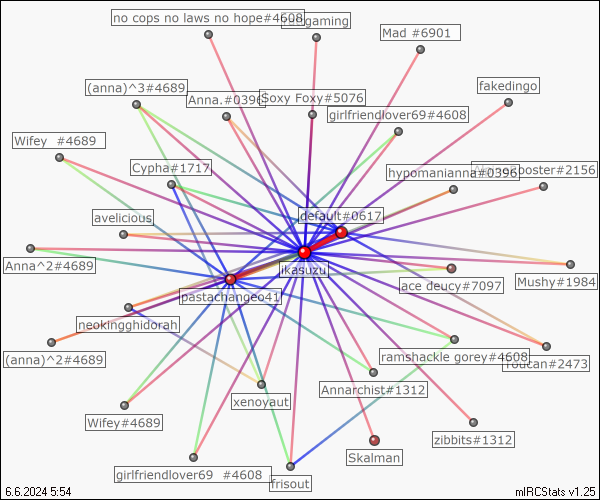 no cops no laws no hope#4608
gaming
Mad #6901
(anna)^3#4689
Anna.#0396
Soxy Foxy#5076
fakedingo
girlfriendlover69#4608
Wifey  #4689
Cypha#1717
hypomanianna#0396
poster#2156
avelicious
default#0617
Anna^2#4689
ikasuzu
ace deucy#7097
Mushy#1984
pastachangeo41
neokingghidorah
(anna)^2#4689
ramshackle gorey#4608
Toucan#2473
Annarchist#1312
xenoyaut
Wifey#4689
zibbits#1312
Skalman
girlfriendlover69  #4608
frisout
6.6.2024 5:54
mIRCStats v1.25